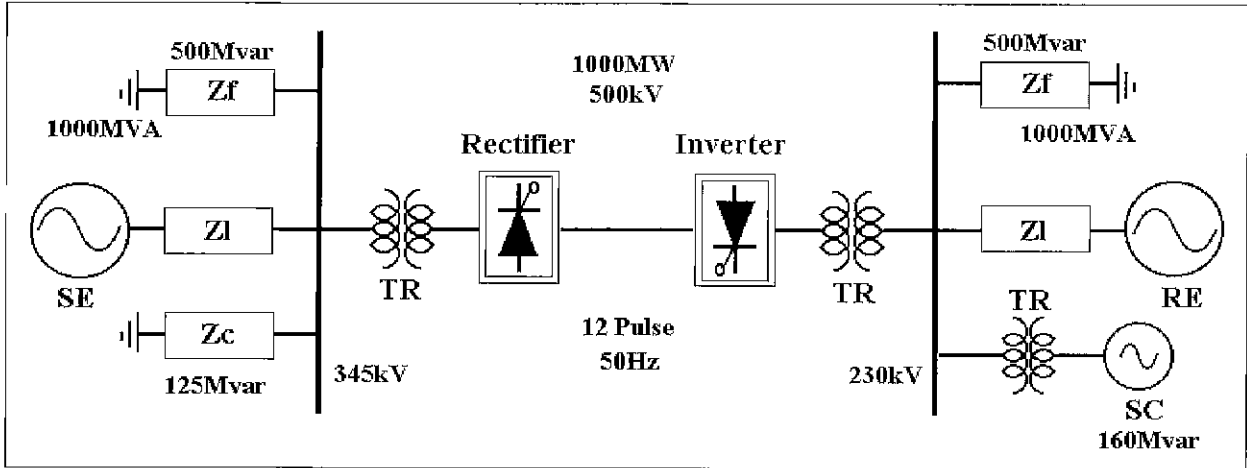 500Mvar
Zf
1000MVA
1000MW
500kV
500Mvar
Zf
1000MVA
Rectifier
Inverter
Zl
SE
TR
TR
Zl
RE
Zc
125Mvar
345kV
12 Pulse
50Hz
230kV
TR
SC
160Mvar